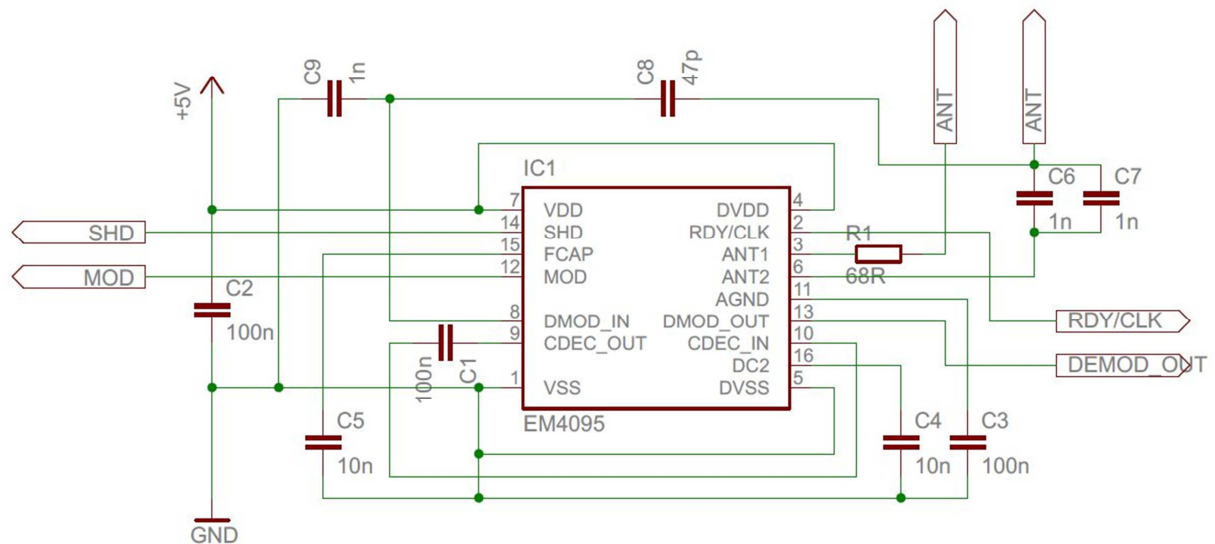 +5V
C9
1n
C8
47p
ANT
ANT
IC1
C6
1n
C7
1n
7
VDD
DVDD
4
SHD
14
SHD
RDY/CLK
2
15
FCAP
ANT1
3
R1
68R
MOD
12
MOD
ANT2
6
AGND
11
C2
100n
8
DMOD_IN
DMOD_OUT
13
RDY/CLK
9
CDEC_OUT
CDEC_IN
10
100n
C1
DC2
16
DEMOD_OUT
1
VSS
DVSS
5
EM4095
C5
10n
C4
10n
C3
100n
GND